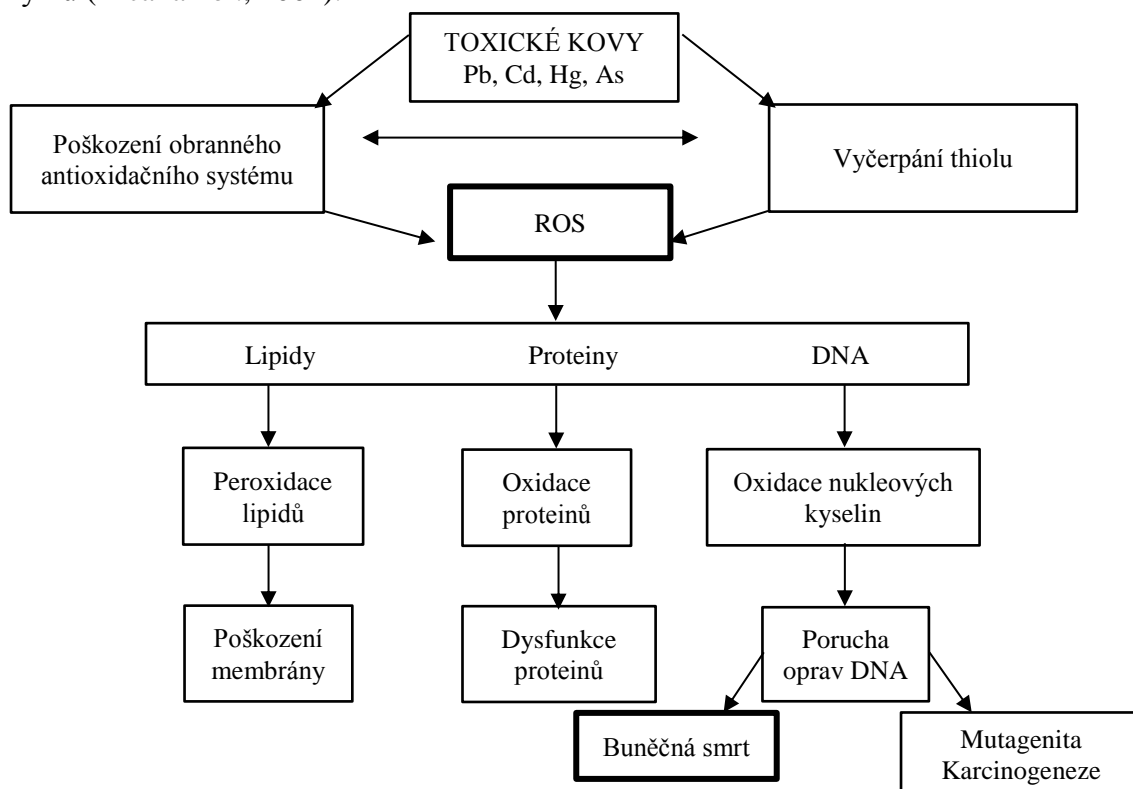 TOXICKÉ KOVY
Pb, Cd, Hg, As
Poškození obranného
antioxidačního systému
Vyčerpání thiolu
ROS
Lipidy Proteiny DNA
Peroxidace
lipidů
Oxidace
proteinů
Oxidace nukleových
kyselin
Poškození
membrány
Dysfunkce
proteinů
Porucha
oprav DNA
Buněčná smrt
Mutagenita
Karcinogeneze